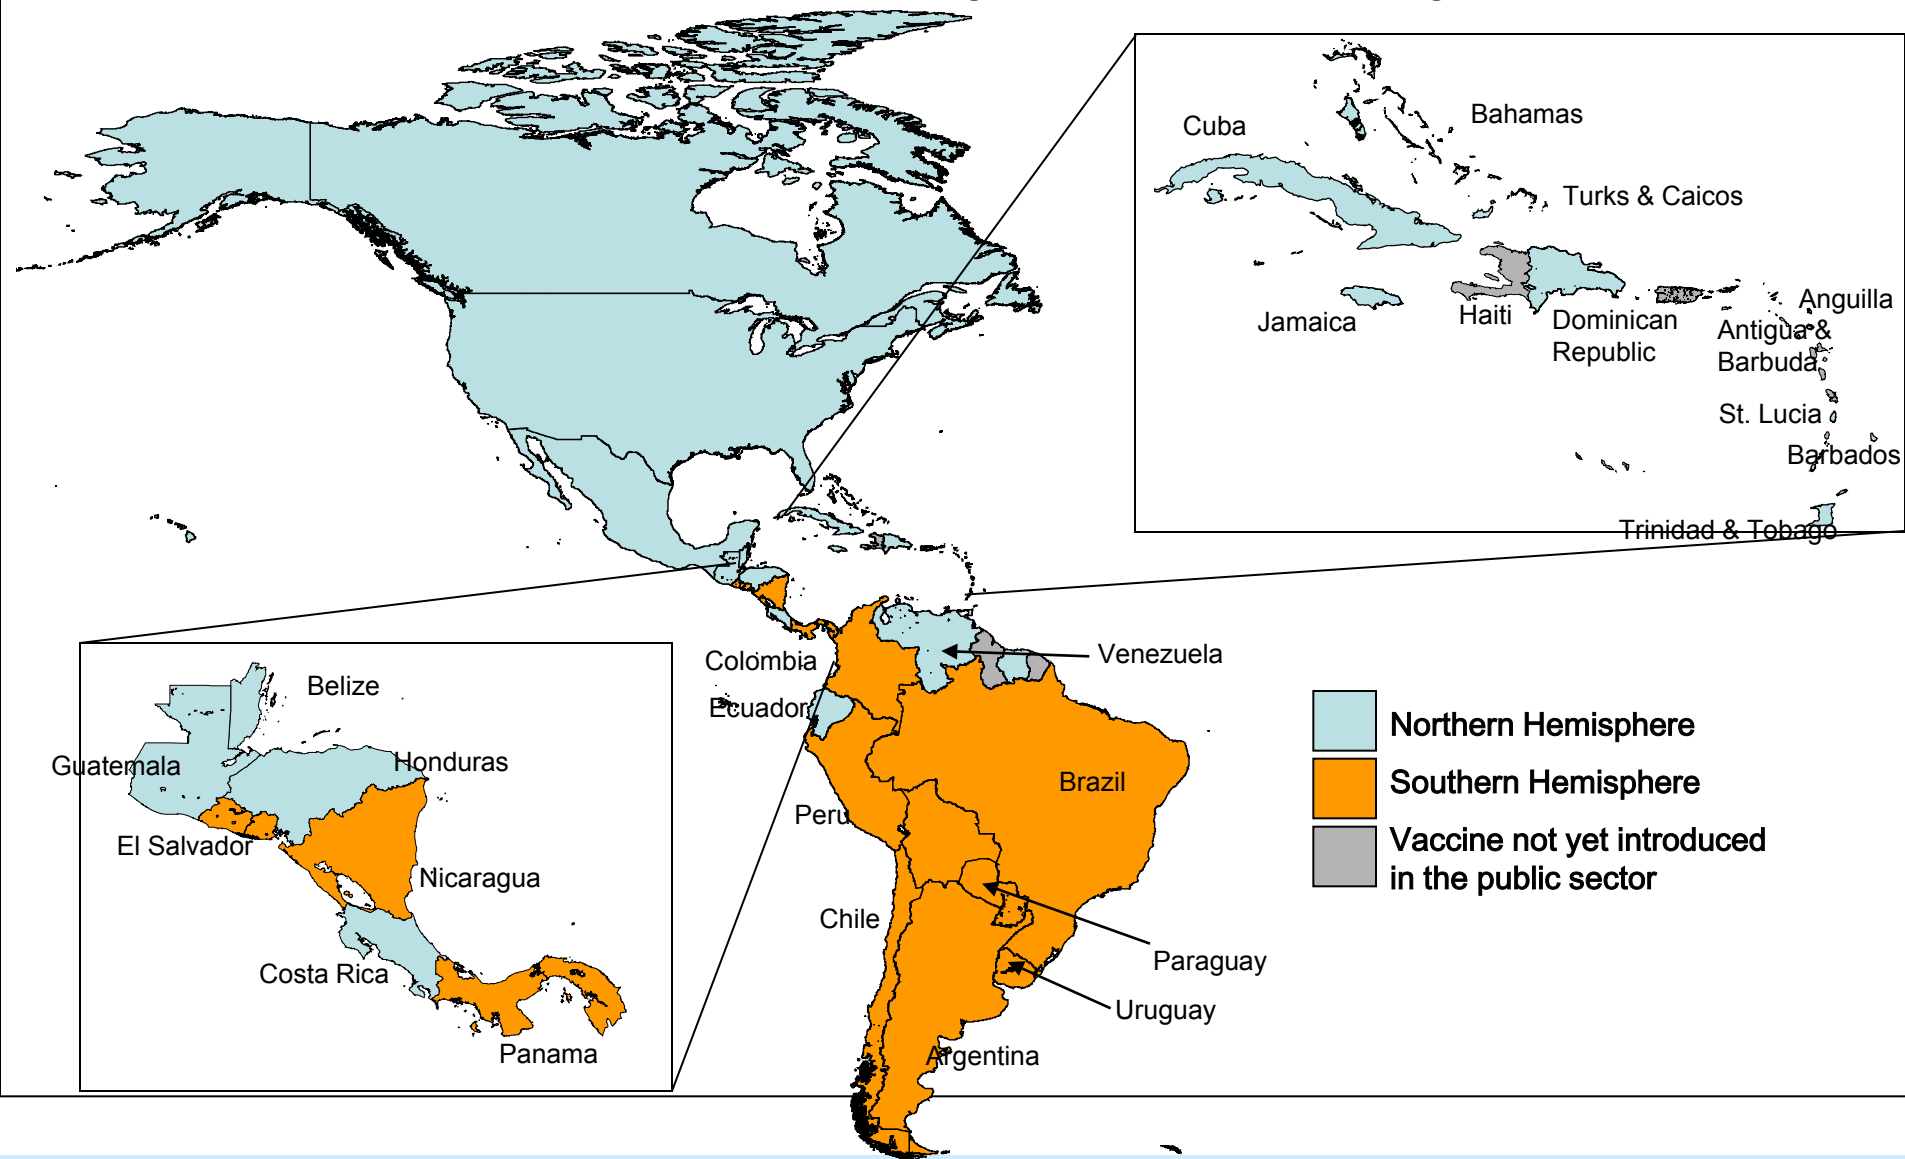 Bahamas
Cuba
Turks & Caicos
Anguilla
Jamaica
Haiti
Dominican
Republic
Antigua &
Barbuda
St. Lucia
Barbados
Trinidad & Tobago
Belize
Guatemala
Honduras
El Salvador
Nicaragua
Costa Rica
Panama
Colombia
Venezuela
Ecuador
Brazil
Peru
Chile
Paraguay
Uruguay
Argentina
Northern Hemisphere
Southern Hemisphere
Vaccine not yet introduced
in the public sector